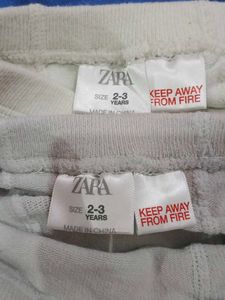 ZARA
SIZE 2-3
YEARS
MADE IN CHINA
KEEP AWAY
FROM FIRE
ZARA
SIZE 2-3
YEARS
MADE IN CHINA
KEEP AWAY
FROM FIRE